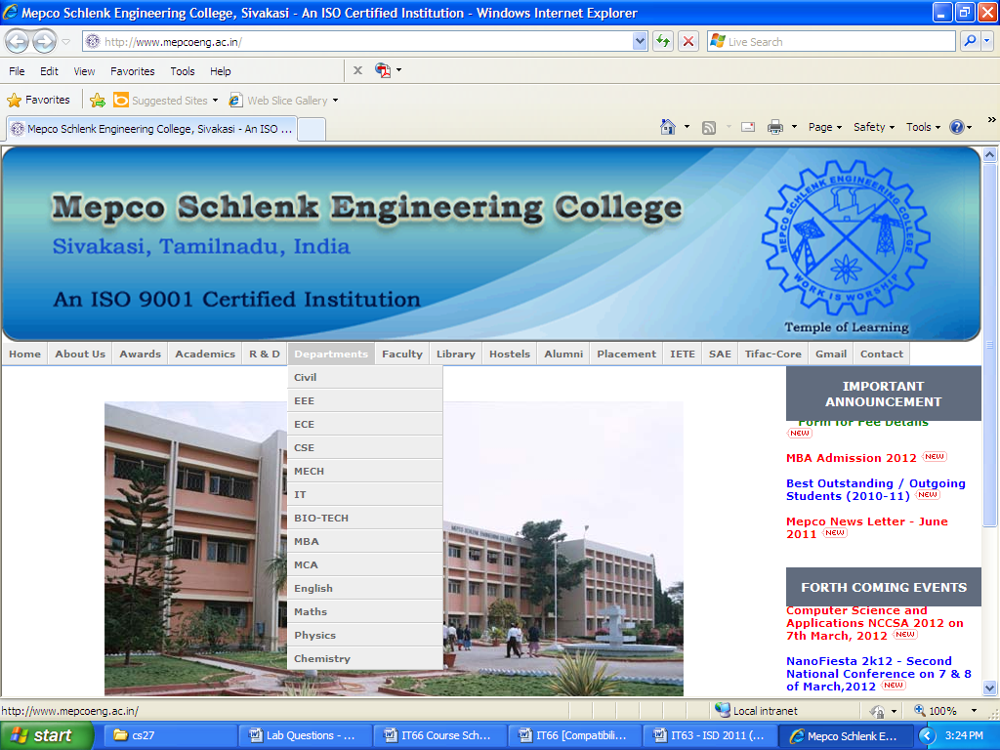 Mepco Schlenk Engineering College, Sivakasi - An ISO Certified Institution - Windows Internet Explorer
http://www.mepcoeng.ac.in/
Live Search
File Edit View Favorites Tools Help
Favorites Suggested Sites Web Slice Gallery
Mepco Schlenk Engineering College, Sivakasi - An ISO ...
Page Safety Tools
Mepco Schlenk Engineering College
Sivakasi, Tamilnadu, India
An ISO 9001 Certified Institution
MEPCO SCHLENK ENGINEERING COLLEGE
WORK IS WORSHIP
Temple of Learning
Home About Us Awards Academics R & D Departments Faculty Library Hostels Alumni Placement IETE SAE Tifac-Core Gmail Contact
Civil
EEE
ECE
CSE
MECH
IT
BIO-TECH
MBA
MCA
English
Maths
Physics
Chemistry
MEPCO SCHLENK ENGINEERING COLLEGE
IMPORTANT
ANNOUNCEMENT
Form for Fee Details
NEW
MBA Admission 2012 NEW
Best Outstanding / Outgoing
Students (2010-11) NEW
Mepco News Letter - June
2011 NEW
FORTH COMING EVENTS
Computer Science and
Applications NCCSA 2012 on
7th March, 2012 NEW
NanoFiesta 2k12 - Second
National Conference on 7 & 8
of March,2012 NEW
http://www.mepcoeng.ac.in/
Local intranet
100%
start
cs27
Lab Questions - ...
IT66 Course Sch...
IT66 [Compatibili...
IT63 - ISD 2011 (...
Mepco Schlenk E...
3:24 PM